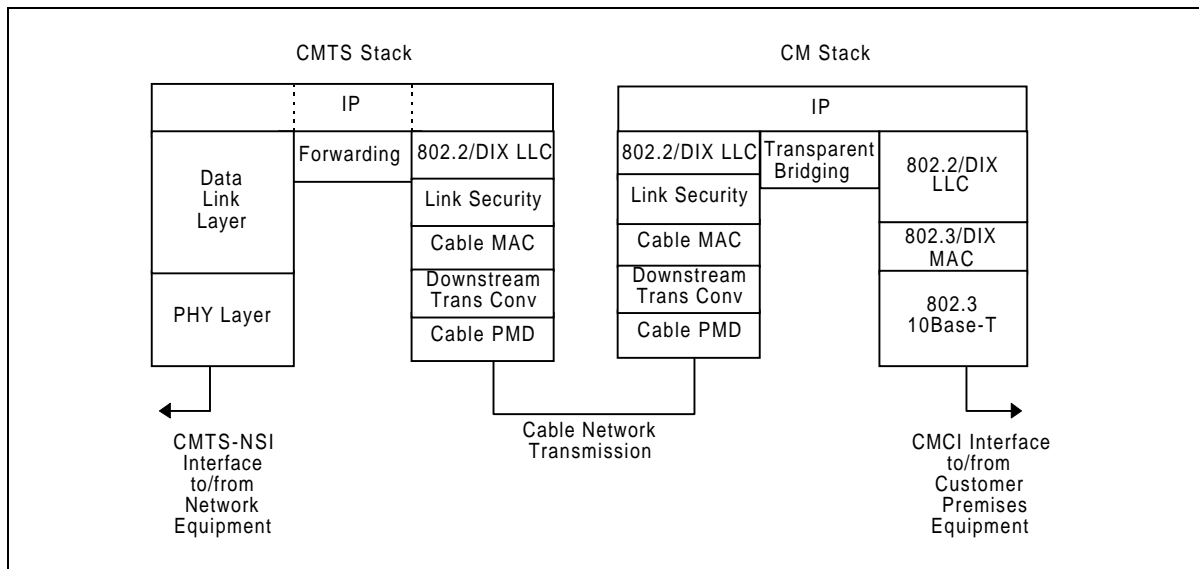 CMTS Stack
CM Stack
IP
IP
Data
Link
Layer
Forwarding
802.2/DIX LLC
Link Security
Cable MAC
Downstream
Trans Conv
Cable PMD
PHY Layer
802.2/DIX LLC
Transparent
Bridging
Link Security
Cable MAC
Downstream
Trans Conv
Cable PMD
802.2/DIX
LLC
802.3/DIX
MAC
802.3
10Base-T
CMTS-NSI
Interface
to/from
Network
Equipment
Cable Network
Transmission
CMCI Interface
to/from
Customer
Premises
Equipment